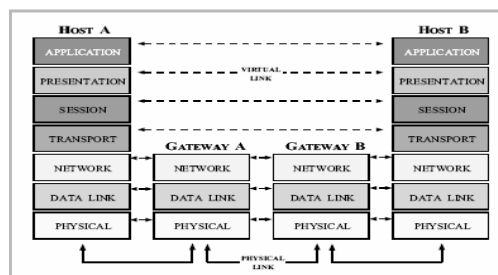 HOST A HOST B
APPLICATION APPLICATION
PRESENTATION VIRTUAL LINK PRESENTATION
SESSION SESSION
TRANSPORT TRANSPORT
GATEWAY A GATEWAY B
NETWORK NETWORK NETWORK NETWORK
DATA LINK DATA LINK DATA LINK DATA LINK
PHYSICAL PHYSICAL PHYSICAL PHYSICAL
PHYSICAL
LINK